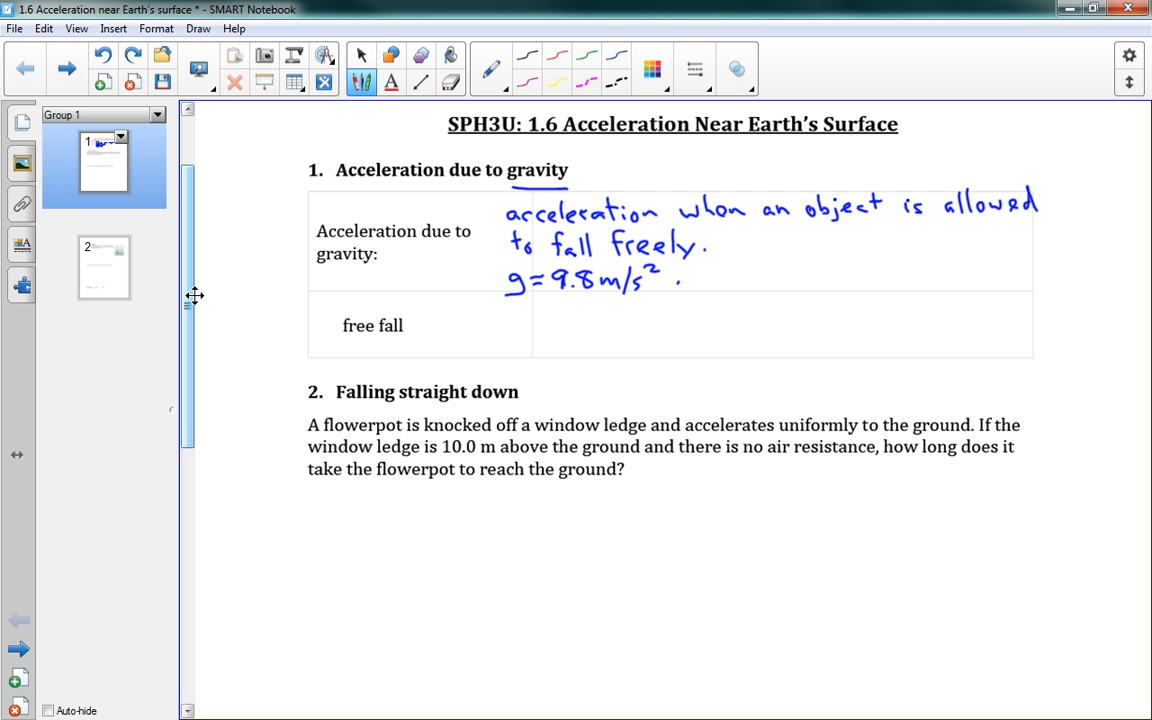 1.6 Acceleration near Earth's surface * - SMART Notebook
File Edit View Insert Format Draw Help
Group 1
1
2
Auto-hide
SPH3U: 1.6 Acceleration Near Earth's Surface
1. Acceleration due to gravity
Acceleration due to
gravity:
acceleration when an object is allowed
to fall freely.
g = 9.8 m/s² .
free fall
2. Falling straight down
A flowerpot is knocked off a window ledge and accelerates uniformly to the ground. If the
window ledge is 10.0 m above the ground and there is no air resistance, how long does it
take the flowerpot to reach the ground?